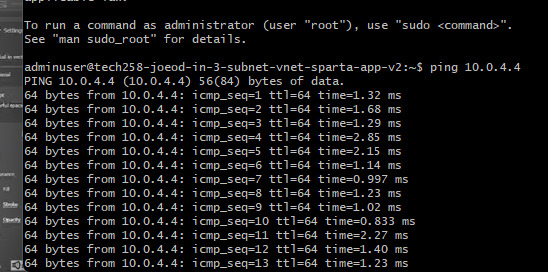 To run a command as administrator (user "root"), use "sudo <command>".
See "man sudo_root" for details.
adminuser@tech258-joeod-in-3-subnet-vnet-sparta-app-v2:~$ ping 10.0.4.4
PING 10.0.4.4 (10.0.4.4) 56(84) bytes of data.
64 bytes from 10.0.4.4: icmp_seq=1 ttl=64 time=1.32 ms
64 bytes from 10.0.4.4: icmp_seq=2 ttl=64 time=1.68 ms
64 bytes from 10.0.4.4: icmp_seq=3 ttl=64 time=1.29 ms
64 bytes from 10.0.4.4: icmp_seq=4 ttl=64 time=2.85 ms
64 bytes from 10.0.4.4: icmp_seq=5 ttl=64 time=2.15 ms
64 bytes from 10.0.4.4: icmp_seq=6 ttl=64 time=1.14 ms
64 bytes from 10.0.4.4: icmp_seq=7 ttl=64 time=0.997 ms
64 bytes from 10.0.4.4: icmp_seq=8 ttl=64 time=1.23 ms
64 bytes from 10.0.4.4: icmp_seq=9 ttl=64 time=1.02 ms
64 bytes from 10.0.4.4: icmp_seq=10 ttl=64 time=0.833 ms
64 bytes from 10.0.4.4: icmp_seq=11 ttl=64 time=2.27 ms
64 bytes from 10.0.4.4: icmp_seq=12 ttl=64 time=1.40 ms
64 bytes from 10.0.4.4: icmp_seq=13 ttl=64 time=1.23 ms
Settings
Fill
Stroke
Opacity